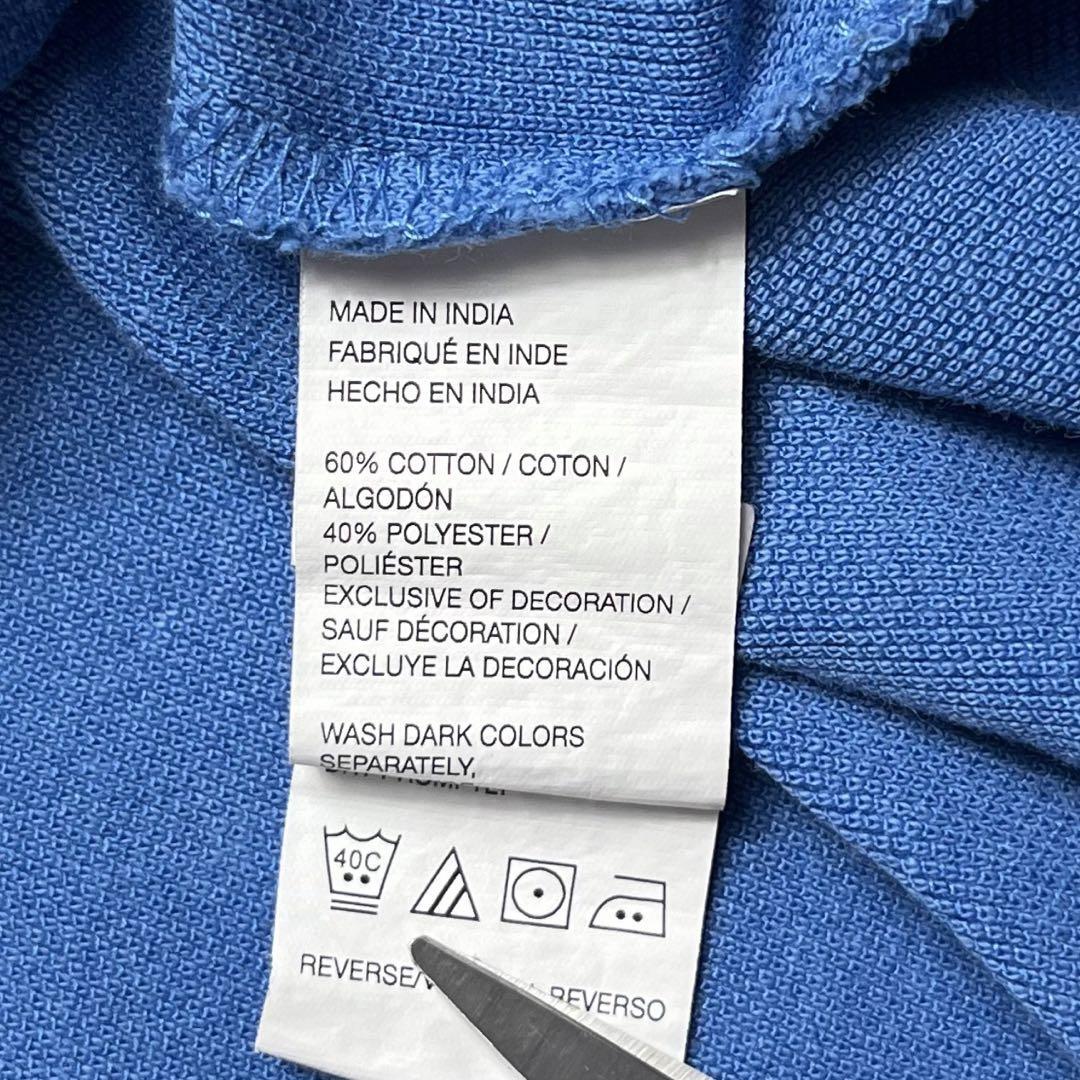 MADE IN INDIA
FABRIQUÉ EN INDE
HECHO EN INDIA
60% COTTON / COTON /
ALGODÓN
40% POLYESTER /
POLIÉSTER
EXCLUSIVE OF DECORATION /
SAUF DÉCORATION /
EXCLUYE LA DECORACIÓN
WASH DARK COLORS
SEPARATELY,
40C
REVERSE/ REVERSO